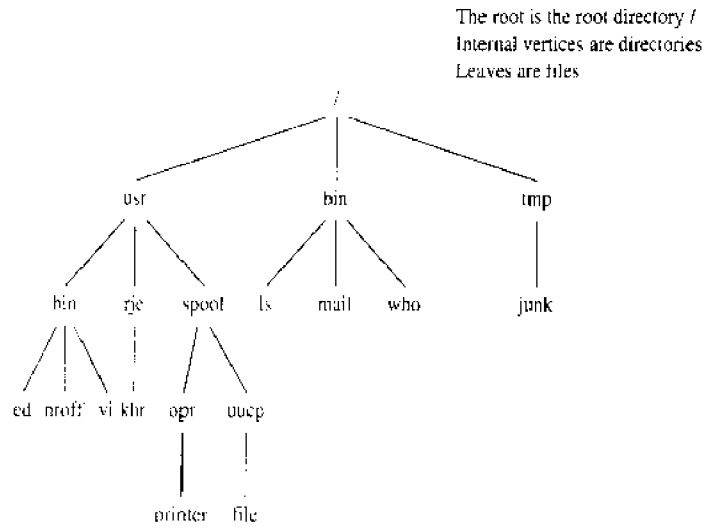 The root is the root directory /
Internal vertices are directories
Leaves are files
/
usr bin tmp
bin rje spool ls mail who junk
ed nroff vi khr opr uucp
printer file